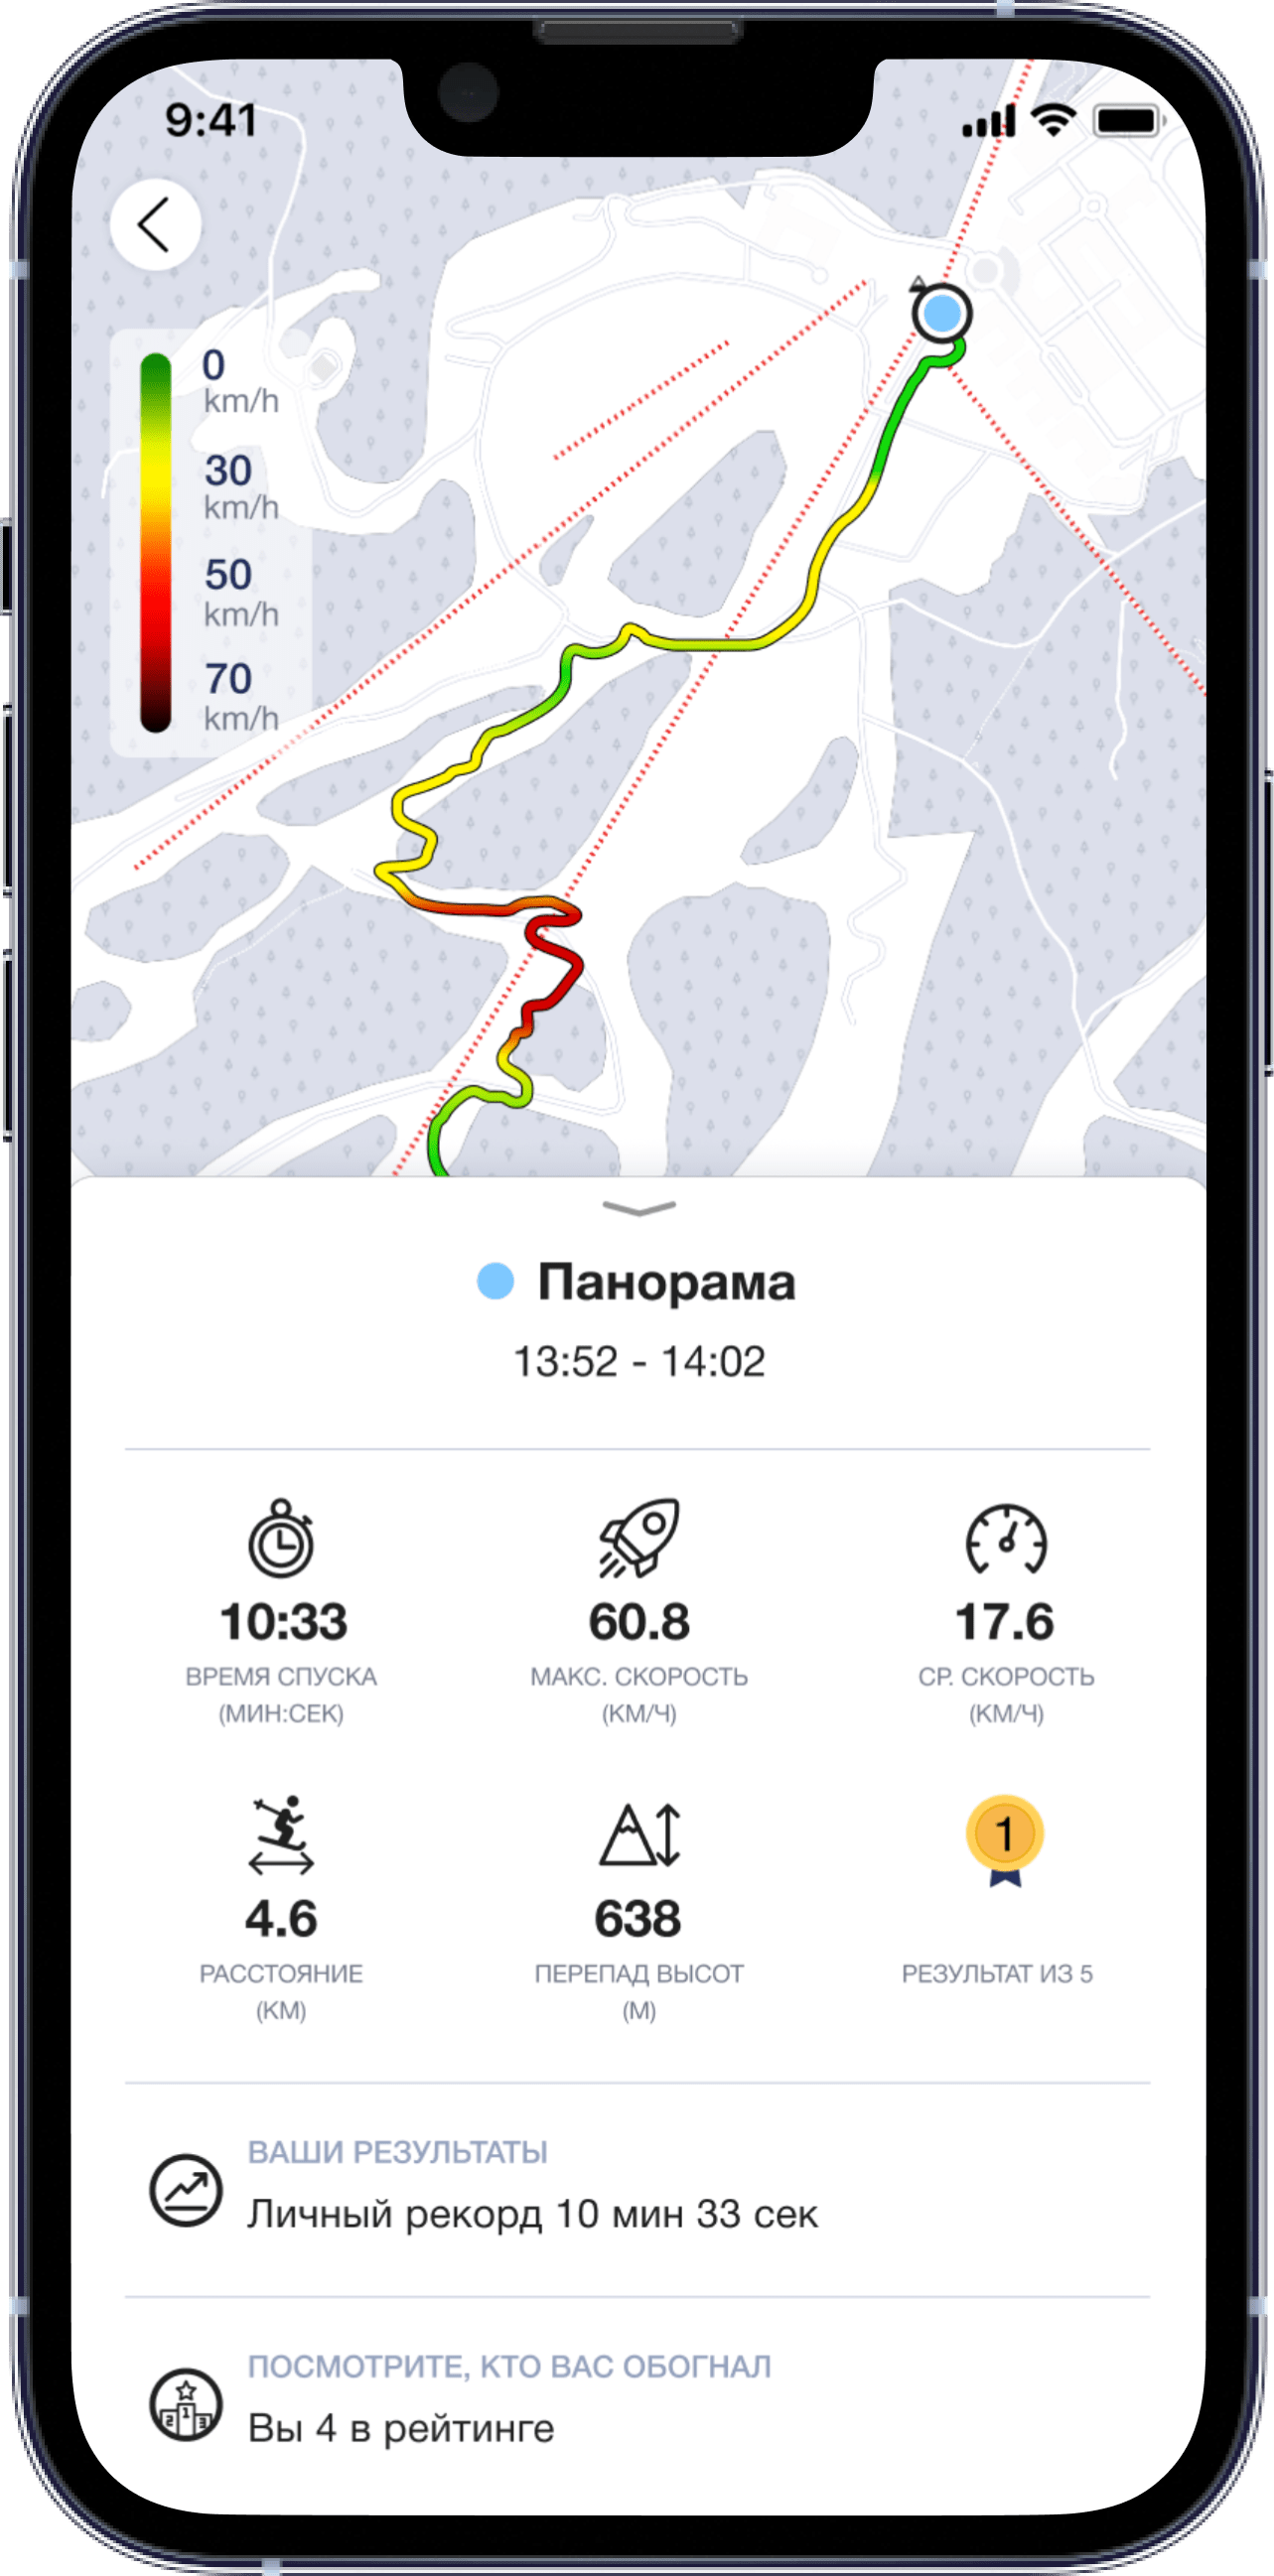 9:41
0
km/h
30
km/h
50
km/h
70
km/h
Панорама
13:52 - 14:02
10:33
60.8
17.6
ВРЕМЯ СПУСКА
МАКС. СКОРОСТЬ
СР. СКОРОСТЬ
(МИН:СЕК)
(КМ/Ч)
(КМ/Ч)
1
4.6
638
РАССТОЯНИЕ
ПЕРЕПАД ВЫСОТ
РЕЗУЛЬТАТ ИЗ 5
(КМ)
(М)
ВАШИ РЕЗУЛЬТАТЫ
Личный рекорд 10 мин 33 сек
ПОСМОТРИТЕ, КТО ВАС ОБОГНАЛ
2 1 3
Вы 4 в рейтинге